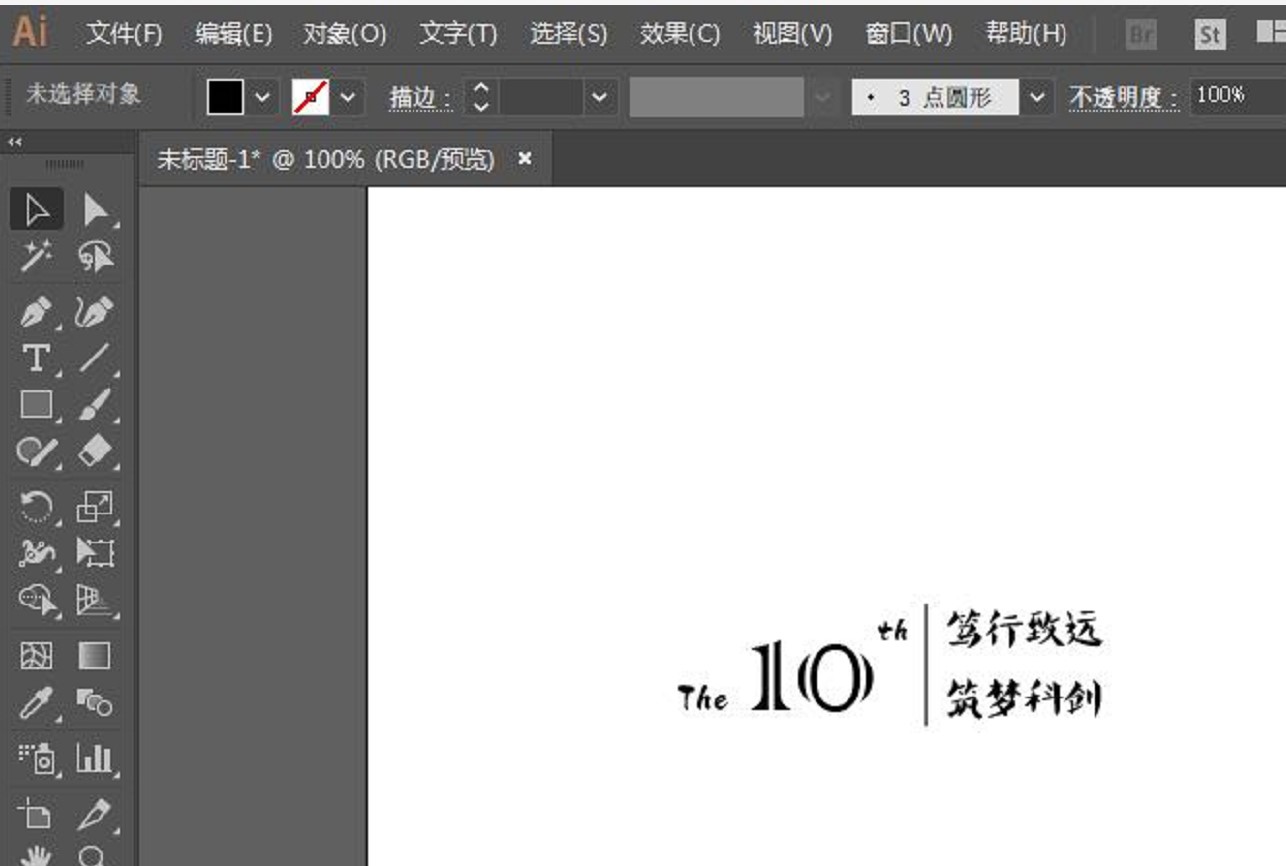 Ai 文件(F) 编辑(E) 对象(O) 文字(T) 选择(S) 效果(C) 视图(V) 窗口(W) 帮助(H) Br St
未选择对象 描边： 3 点圆形 不透明度： 100%
未标题-1* @ 100% (RGB/预览) ×
The 10th
笃行致远
筑梦科创